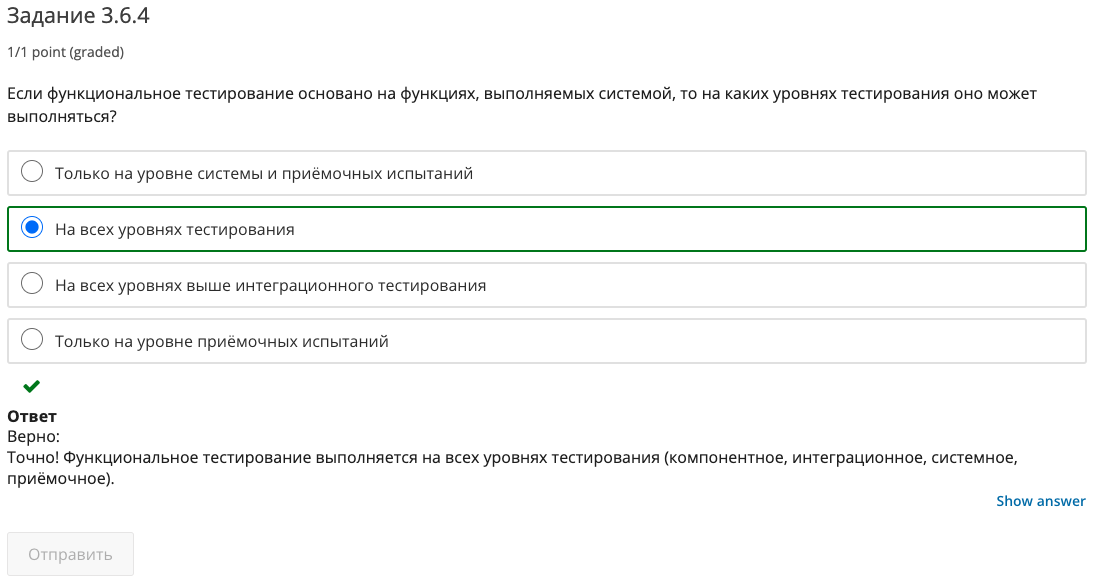 Задание 3.6.4
1/1 point (graded)
Если функциональное тестирование основано на функциях, выполняемых системой, то на каких уровнях тестирования оно может
выполняться?
Только на уровне системы и приёмочных испытаний
На всех уровнях тестирования
На всех уровнях выше интеграционного тестирования
Только на уровне приёмочных испытаний
Ответ
Верно:
Точно! Функциональное тестирование выполняется на всех уровнях тестирования (компонентное, интеграционное, системное,
приёмочное).
Show answer
Отправить